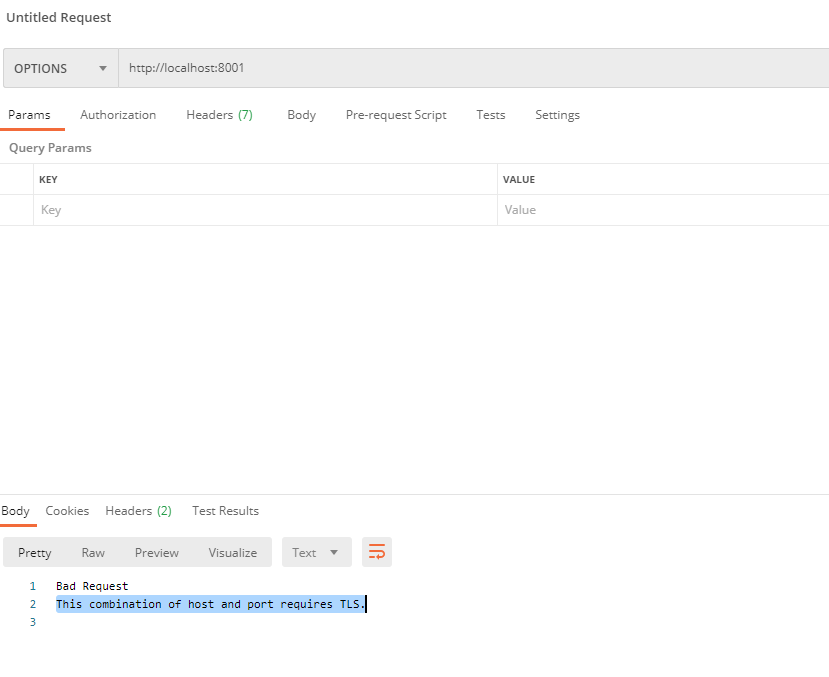 Untitled Request
OPTIONS http://localhost:8001
Params Authorization Headers (7) Body Pre-request Script Tests Settings
Query Params
KEY VALUE
Key Value
Body Cookies Headers (2) Test Results
Pretty Raw Preview Visualize Text
1 Bad Request
2 This combination of host and port requires TLS.
3